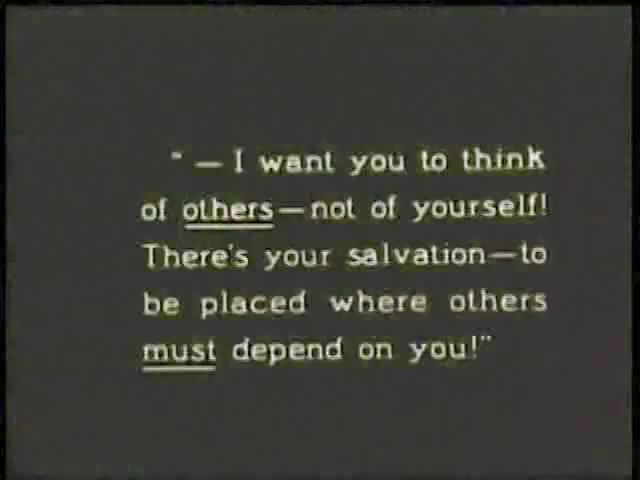 "—I want you to think
of others—not of yourself!
There's your salvation—to
be placed where others
must depend on you!"